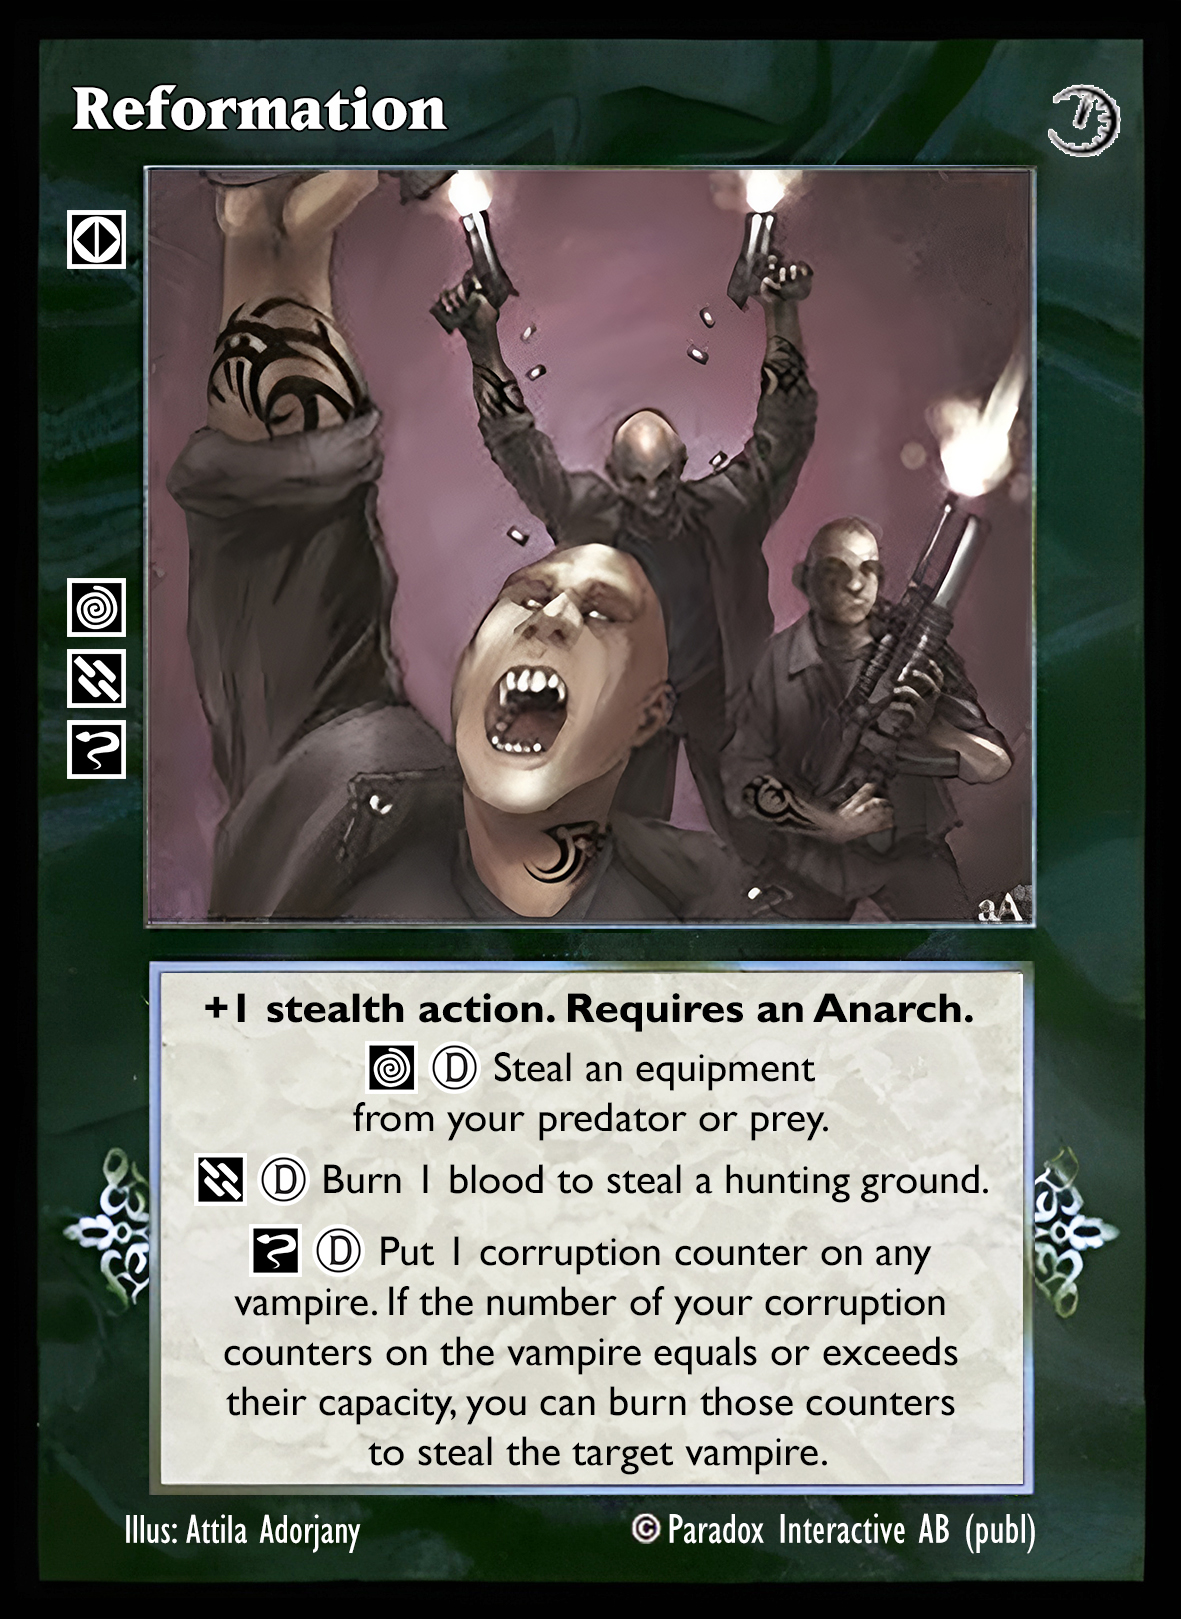 Reformation
aA
+1 stealth action. Requires an Anarch.
D Steal an equipment
from your predator or prey.
D Burn 1 blood to steal a hunting ground.
D Put 1 corruption counter on any
vampire. If the number of your corruption
counters on the vampire equals or exceeds
their capacity, you can burn those counters
to steal the target vampire.
Illus: Attila Adorjany
© Paradox Interactive AB (publ)